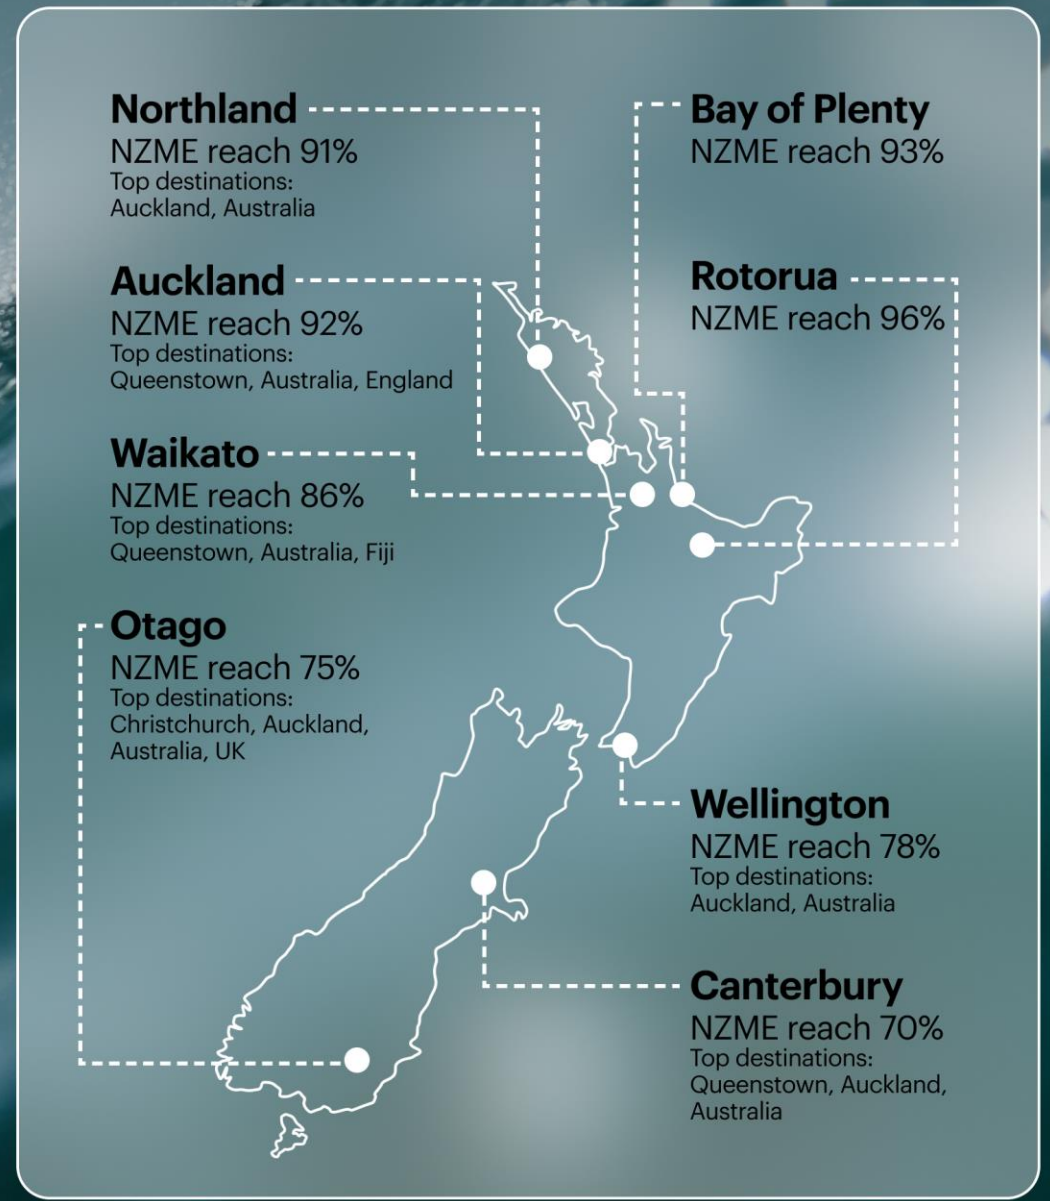 Northland
NZME reach 91%
Top destinations:
Auckland, Australia
Auckland
NZME reach 92%
Top destinations:
Queenstown, Australia, England
Waikato
NZME reach 86%
Top destinations:
Queenstown, Australia, Fiji
Otago
NZME reach 75%
Top destinations:
Christchurch, Auckland,
Australia, UK
Bay of Plenty
NZME reach 93%
Rotorua
NZME reach 96%
Wellington
NZME reach 78%
Top destinations:
Auckland, Australia
Canterbury
NZME reach 70%
Top destinations:
Queenstown, Auckland,
Australia